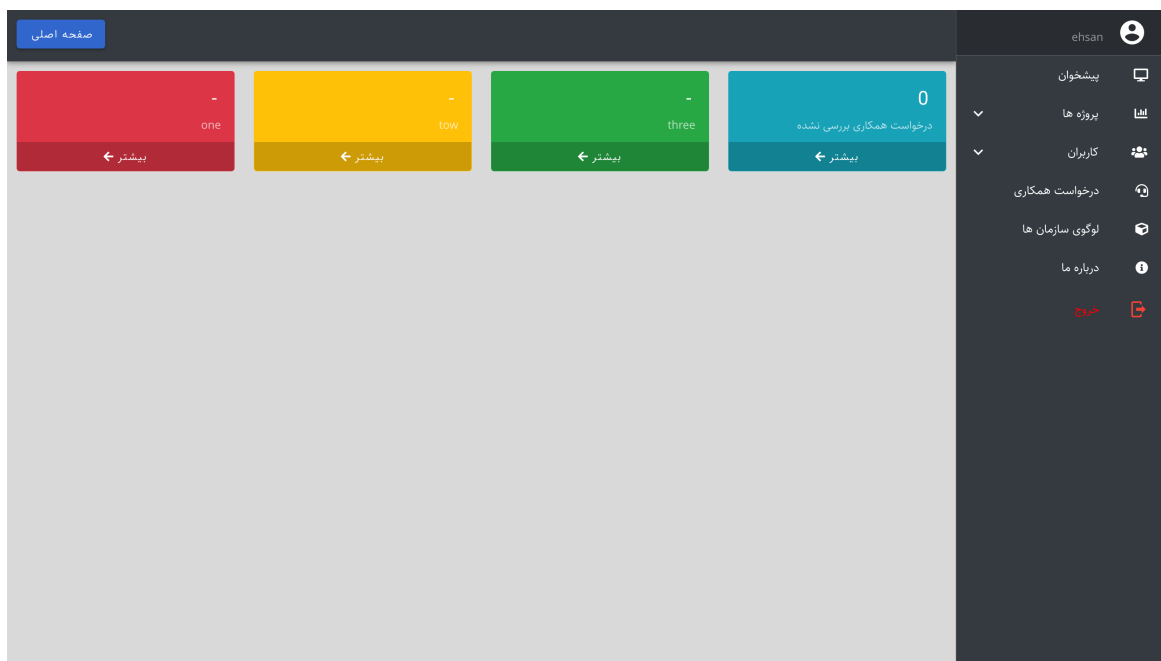 ehsan
پیشخوان
پروژه ها
کاربران
درخواست همکاری
لوگوی سازمان ها
درباره ما
خروج
صفحه اصلی
0
درخواست همکاری بررسی نشده
بیشتر
-
three
بیشتر
-
tow
بیشتر
-
one
بیشتر